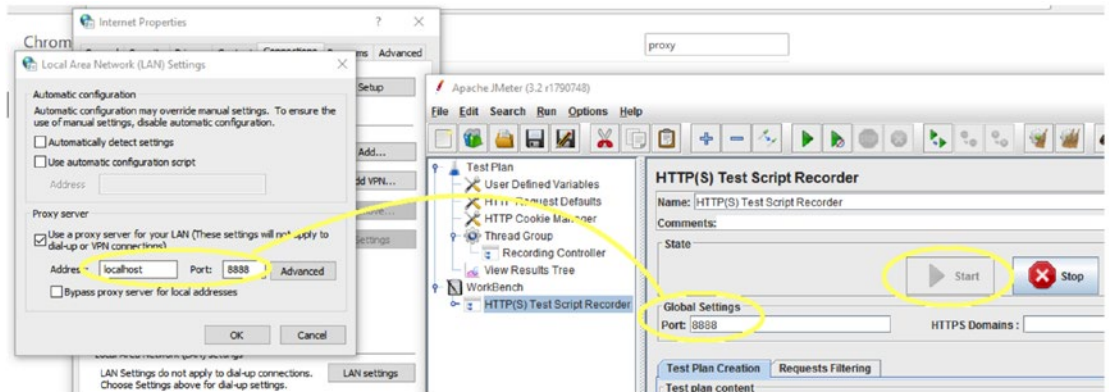 Internet Properties
Chrom
Connections
Advanced
proxy
Local Area Network (LAN) Settings
Setup
Automatic configuration
Automatic configuration may override manual settings. To ensure the
use of manual settings, disable automatic configuration.
Automatically detect settings
Use automatic configuration script
Address
Add...
VPN...
Proxy server
Use a proxy server for your LAN (These settings will not apply to
dial-up or VPN connections)
Settings
Address: localhost Port: 8888 Advanced
Bypass proxy server for local addresses
OK Cancel
LAN Settings do not apply to dial-up connections.
Choose Settings above for dial-up settings.
LAN settings
Apache JMeter (3.2 r1790748)
File Edit Search Run Options Help
Test Plan
User Defined Variables
HTTP Request Defaults
HTTP Cookie Manager
Thread Group
Recording Controller
View Results Tree
WorkBench
HTTP(S) Test Script Recorder
HTTP(S) Test Script Recorder
Name: HTTP(S) Test Script Recorder
Comments:
State
Start Stop
Global Settings
Port: 8888 HTTPS Domains :
Test Plan Creation Requests Filtering
Test plan content